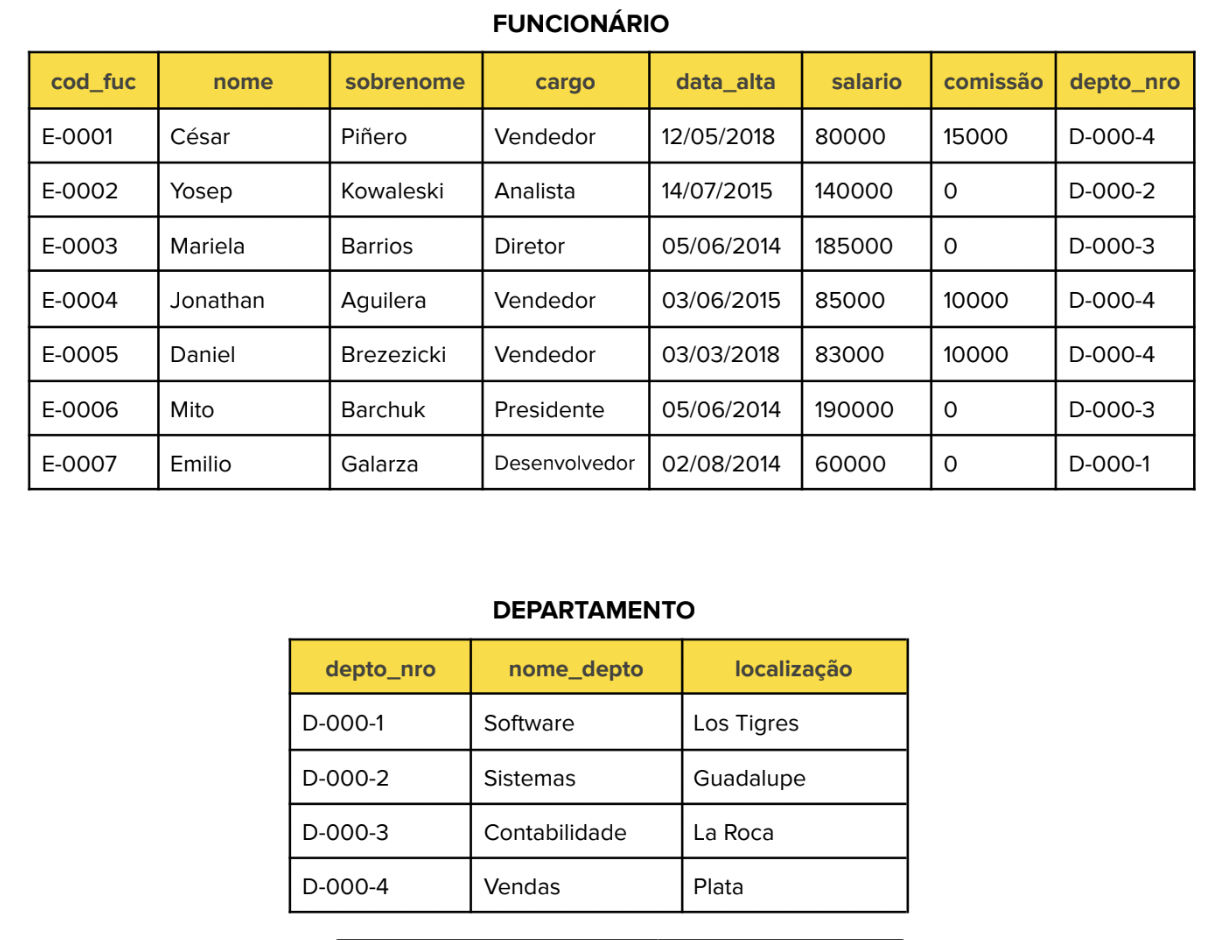 FUNCIONÁRIO
cod_fuc nome sobrenome cargo data_alta salario comissão depto_nro
E-0001 César Piñero Vendedor 12/05/2018 80000 15000 D-000-4
E-0002 Yosep Kowaleski Analista 14/07/2015 140000 0 D-000-2
E-0003 Mariela Barrios Diretor 05/06/2014 185000 0 D-000-3
E-0004 Jonathan Aguilera Vendedor 03/06/2015 85000 10000 D-000-4
E-0005 Daniel Brezezicki Vendedor 03/03/2018 83000 10000 D-000-4
E-0006 Mito Barchuk Presidente 05/06/2014 190000 0 D-000-3
E-0007 Emilio Galarza Desenvolvedor 02/08/2014 60000 0 D-000-1
DEPARTAMENTO
depto_nro nome_depto localização
D-000-1 Software Los Tigres
D-000-2 Sistemas Guadalupe
D-000-3 Contabilidade La Roca
D-000-4 Vendas Plata